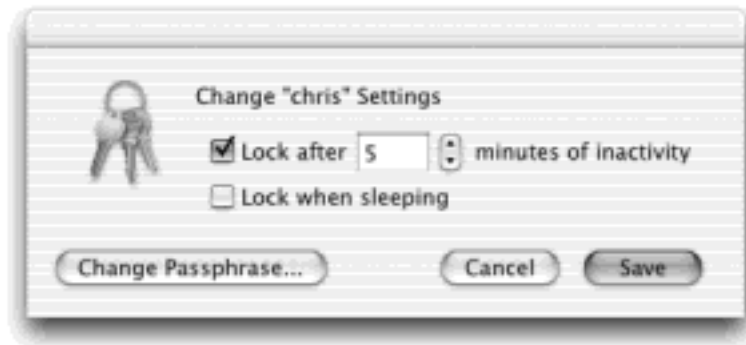 Change "chris" Settings
Lock after 5 minutes of inactivity
Lock when sleeping
Change Passphrase... Cancel Save